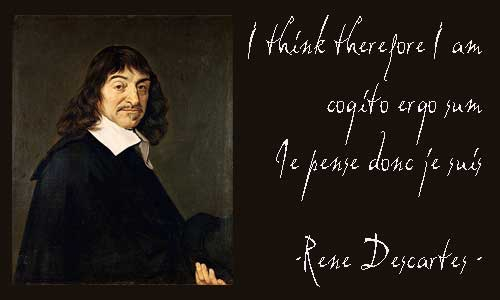 I think therefore I am
cogito ergo sum
Je pense donc je suis
-Rene Descartes-